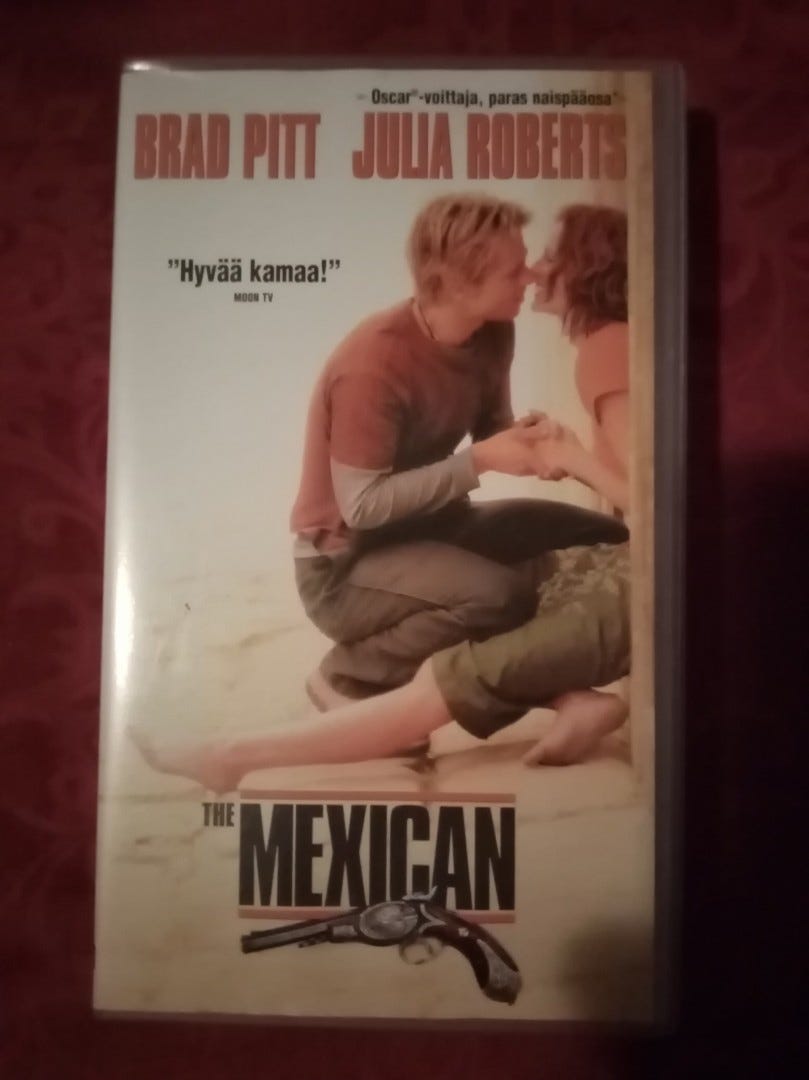 Oscar®-voittaja, paras naispääosa"
BRAD PITT JULIA ROBERTS
"Hyvää kamaa!"
MOON TV
THE MEXICAN